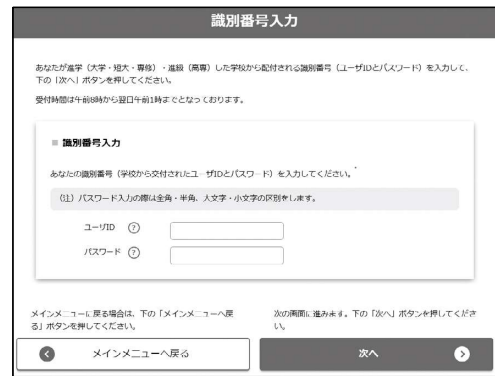 識別番号入力
あなたが進学（大学・短大・専修）・進級（高専）した学校から配付される識別番号（ユーザIDとパスワード）を入力して、
下の「次へ」ボタンを押してください。
受付時間は午前8時から翌日午前1時までとなっております。
■ 識別番号入力
あなたの識別番号（学校から交付されたユーザIDとパスワード）を入力してください。
（注）パスワード入力の際は全角・半角、大文字・小文字の区別をします。
ユーザID ?
パスワード ?
メインメニューに戻る場合は、下の「メインメニューへ戻
る」ボタンを押してください。
次の画面に進みます。下の「次へ」ボタンを押してくださ
い。
メインメニューへ戻る
次へ